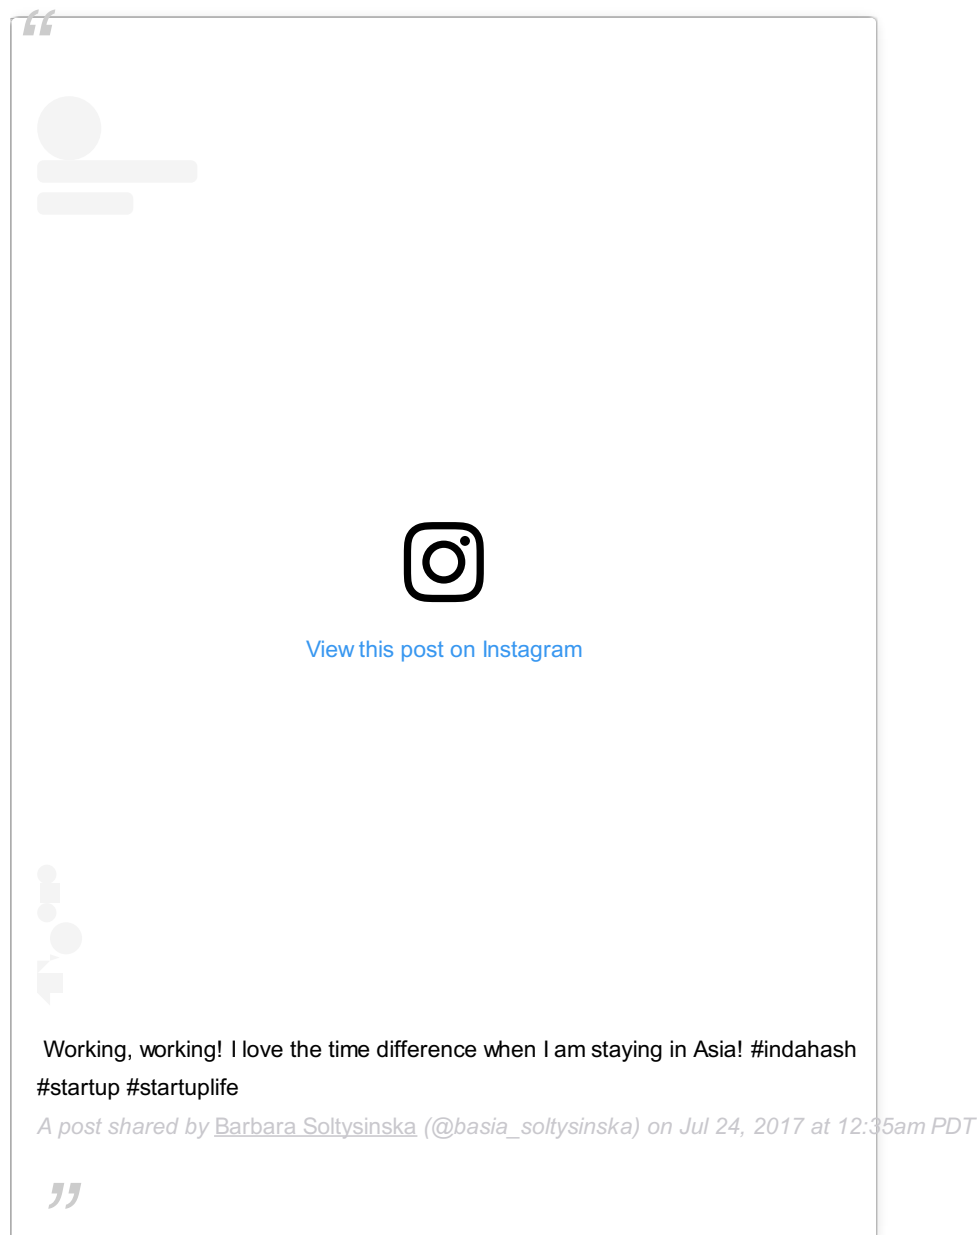 “
View this post on Instagram
Working, working! I love the time difference when I am staying in Asia! #indahash
#startup #startuplife
A post shared by Barbara Soltysinska (@basia_soltysinska) on Jul 24, 2017 at 12:35am PDT
”